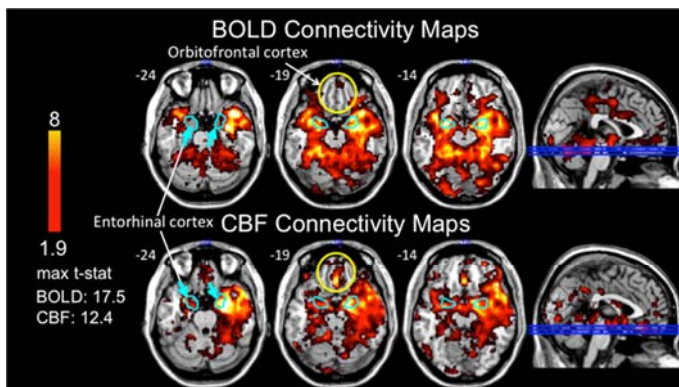 BOLD Connectivity Maps
Orbitofrontal cortex
-24
-19
-14
8
Entorhinal cortex
CBF Connectivity Maps
1.9
-24
-19
-14
max t-stat
BOLD: 17.5
CBF: 12.4